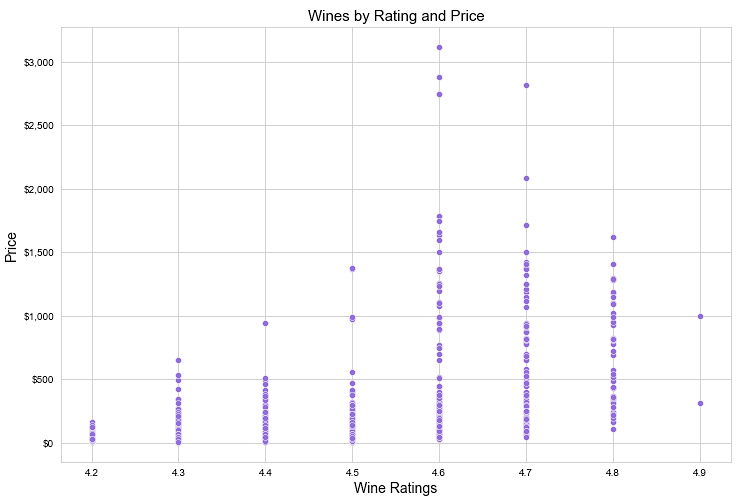 Wines by Rating and Price
$3,000
$2,500
$2,000
$1,500
$1,000
$500
$0
Price
4.2 4.3 4.4 4.5 4.6 4.7 4.8 4.9
Wine Ratings